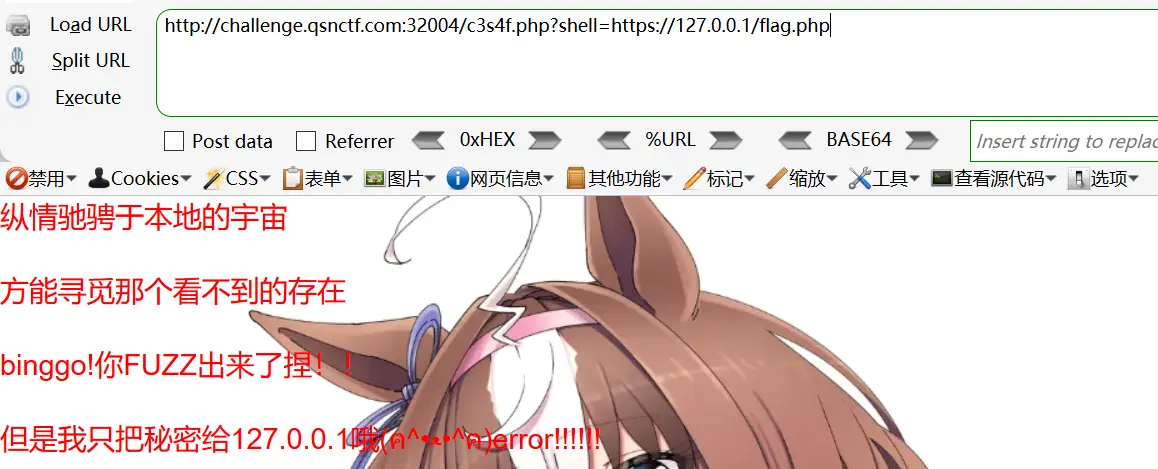 Load URL
http://challenge.qsnctf.com:32004/c3s4f.php?shell=https://127.0.0.1/flag.php
Split URL
Execute
Post data Referrer 0xHEX %URL BASE64 Insert string to replac
禁用 Cookies CSS 表单 图片 网页信息 其他功能 标记 缩放 工具 查看源代码 选项
纵情驰骋于本地的宇宙
方能寻觅那个看不到的存在
binggo!你FUZZ出来了捏！！
但是我只把秘密给127.0.0.1哦(ฅ^•ﻌ•^ฅ)error!!!!!!